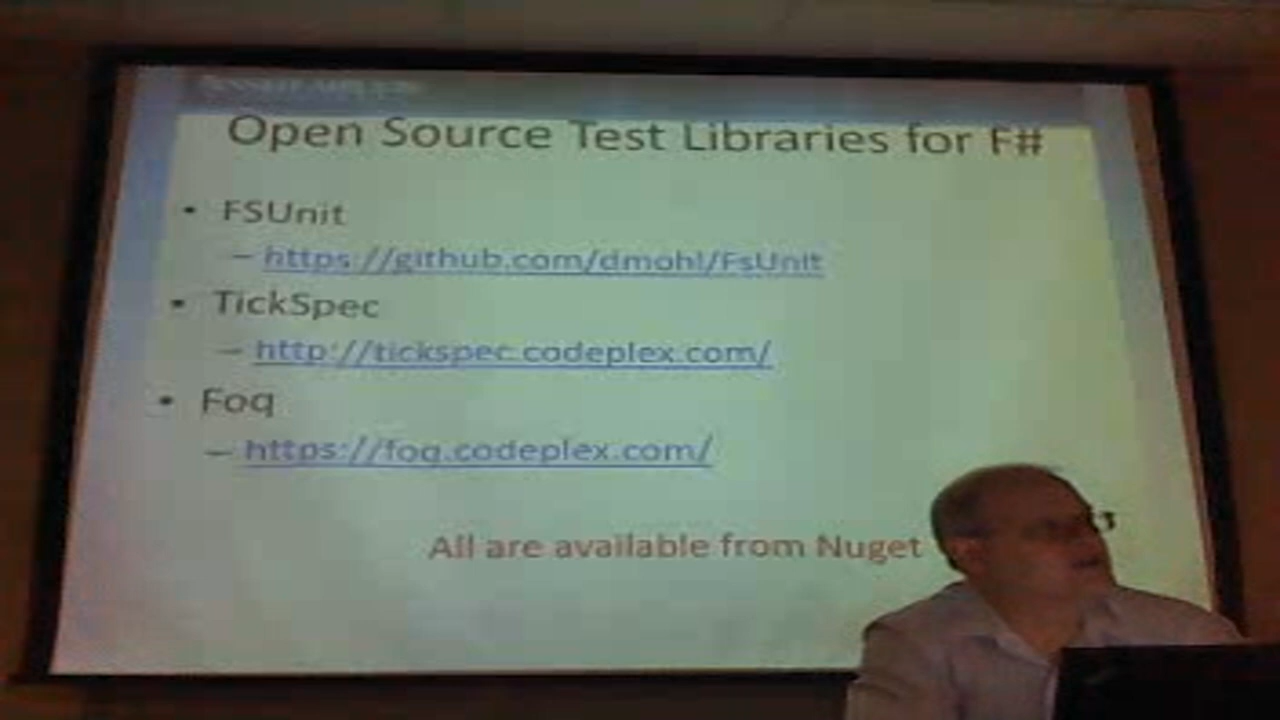 Open Source Test Libraries for F#
• FSUnit
– https://github.com/dmohl/FsUnit
• TickSpec
– http://tickspec.codeplex.com/
• Foq
– https://foq.codeplex.com/
All are available from Nuget